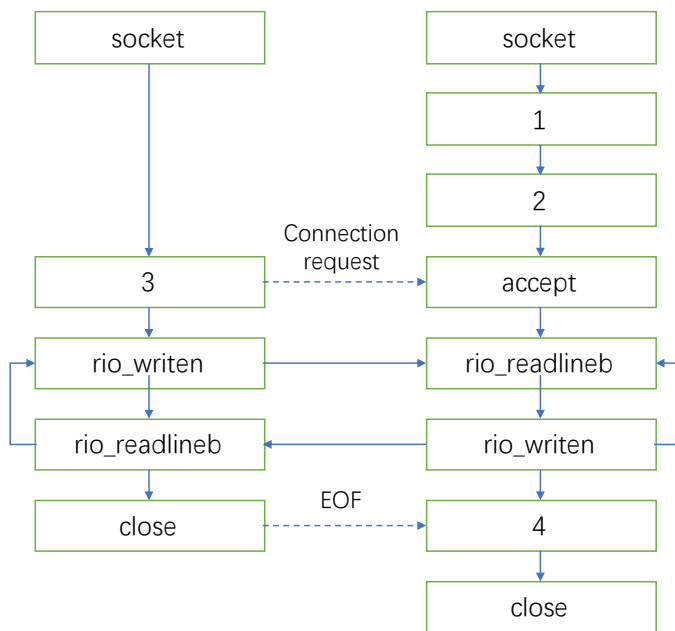 socket
socket
1
2
Connection
request
3
accept
rio_writen
rio_readlineb
rio_readlineb
rio_writen
EOF
close
4
close